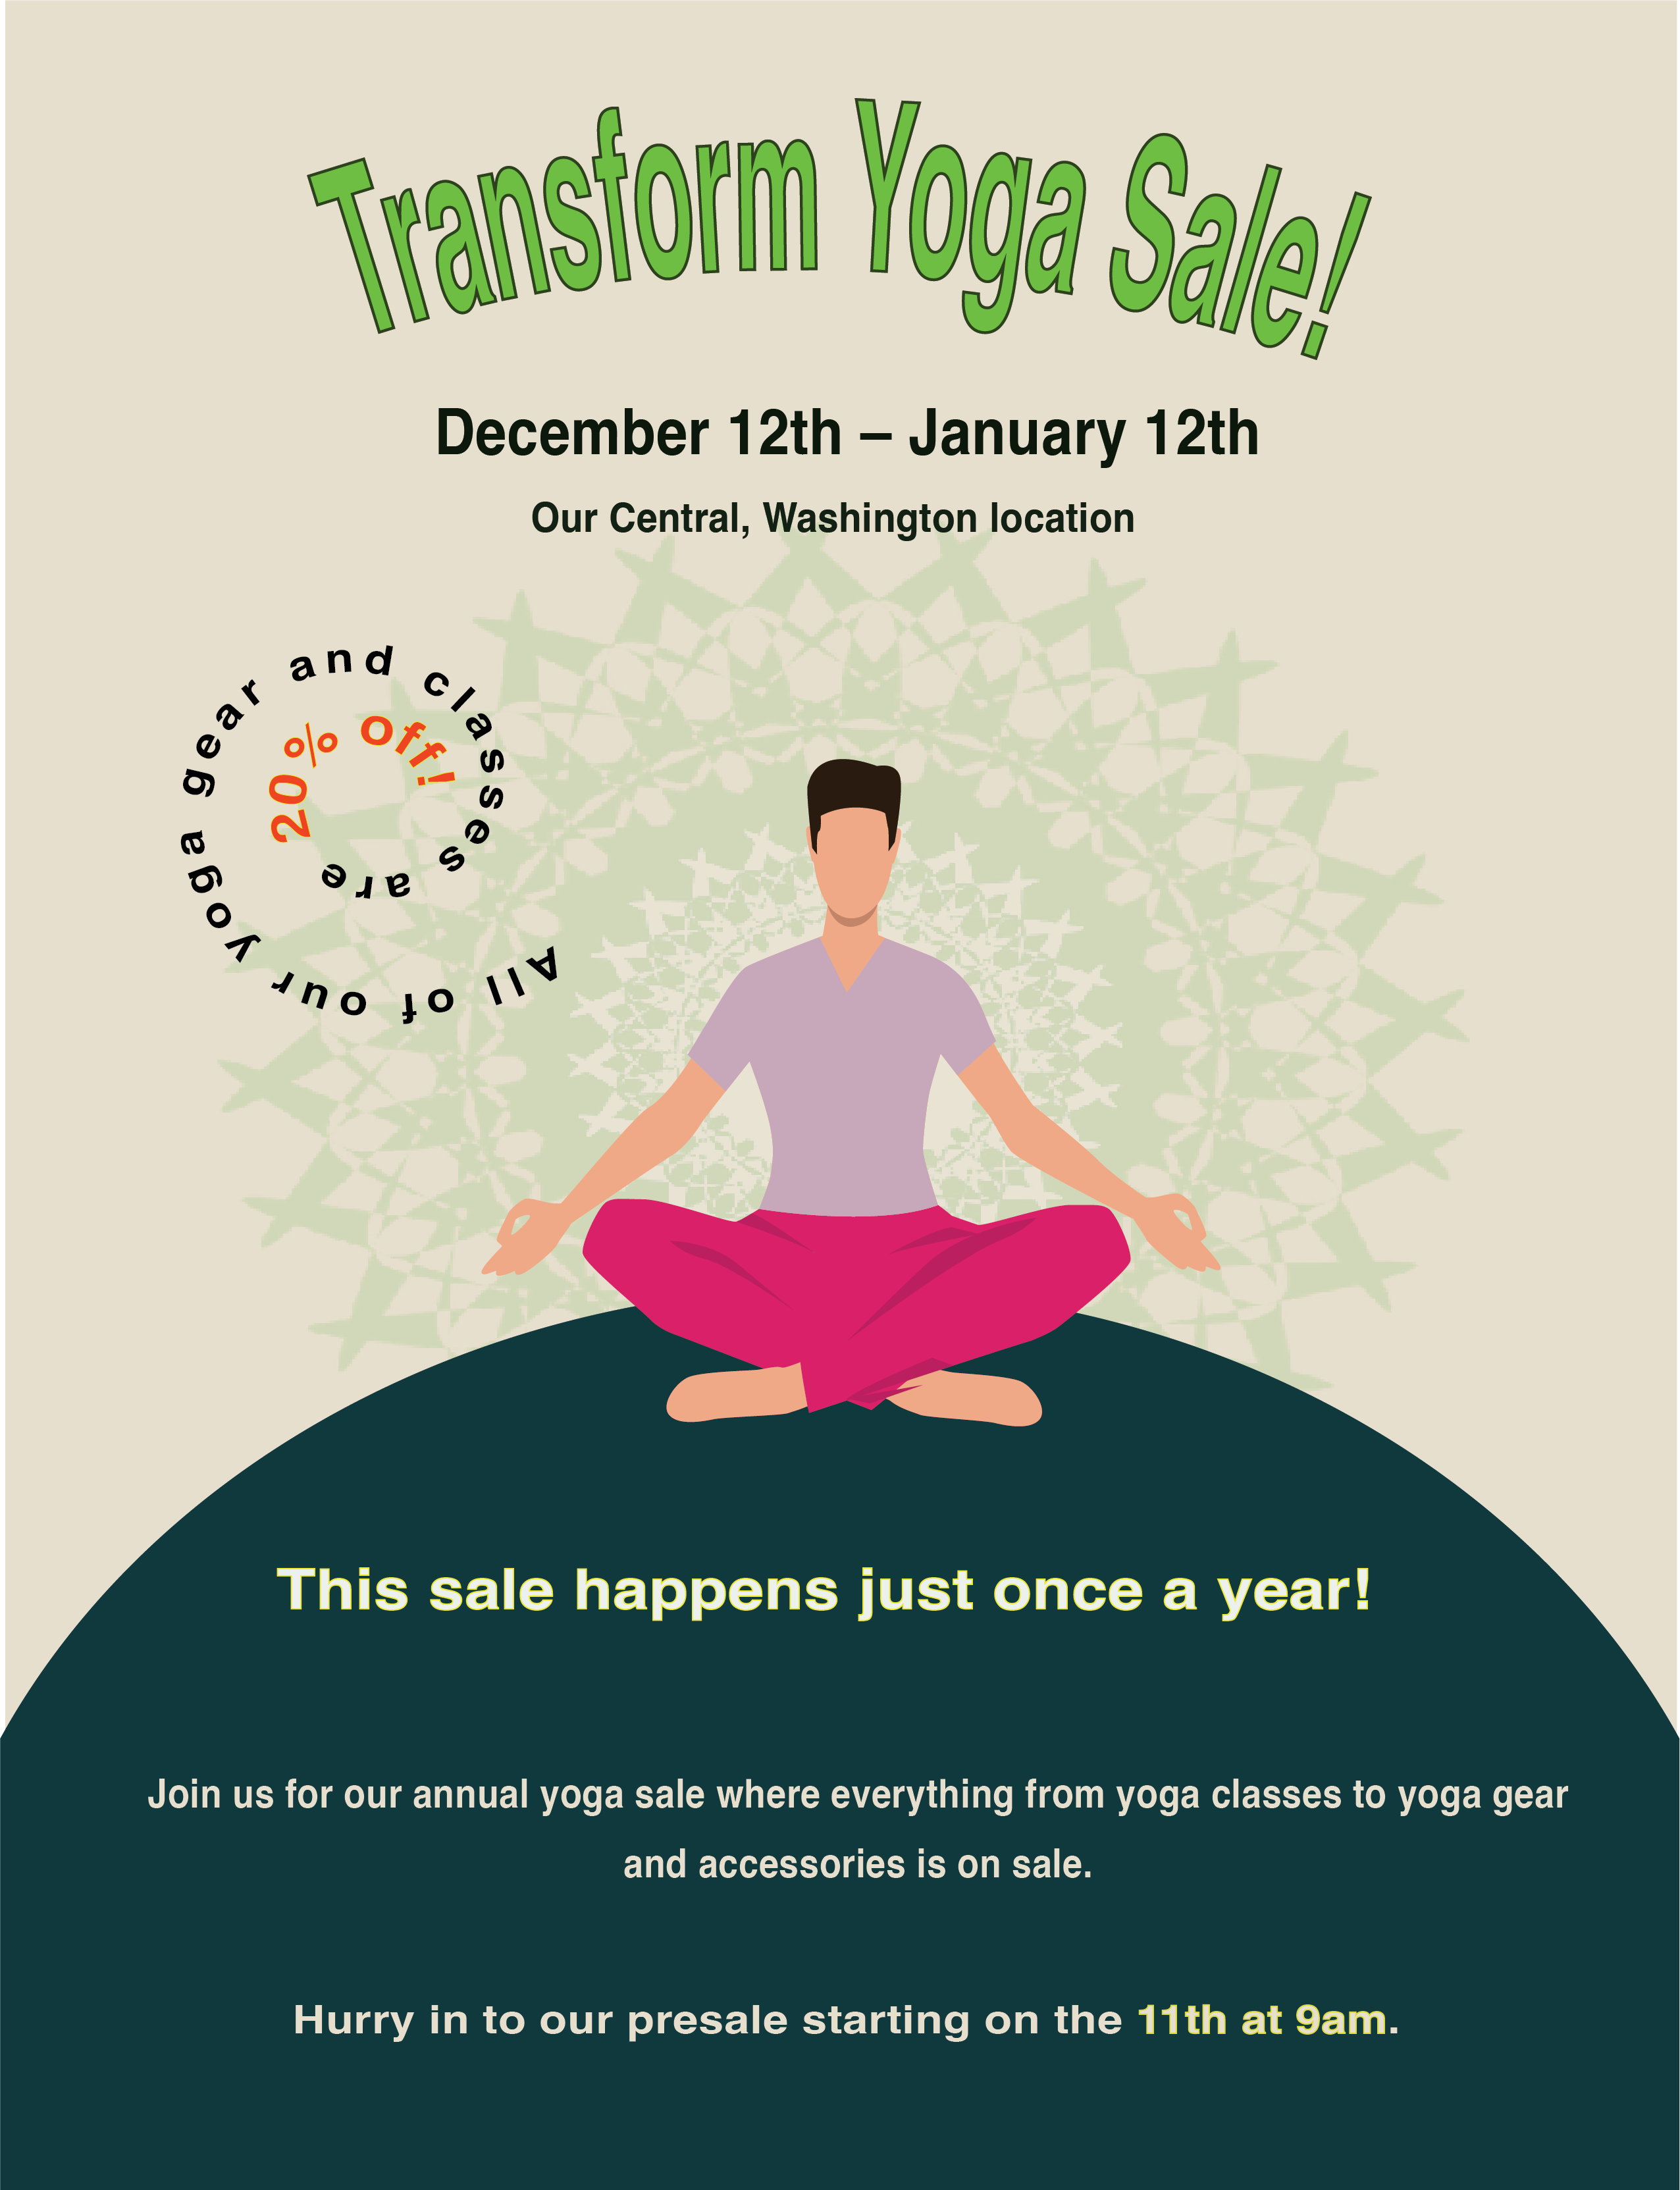 Transform Yoga Sale!
December 12th – January 12th
Our Central, Washington location
All of our yoga gear and classes are
20% off!
This sale happens just once a year!
Join us for our annual yoga sale where everything from yoga classes to yoga gear
and accessories is on sale.
Hurry in to our presale starting on the 11th at 9am.